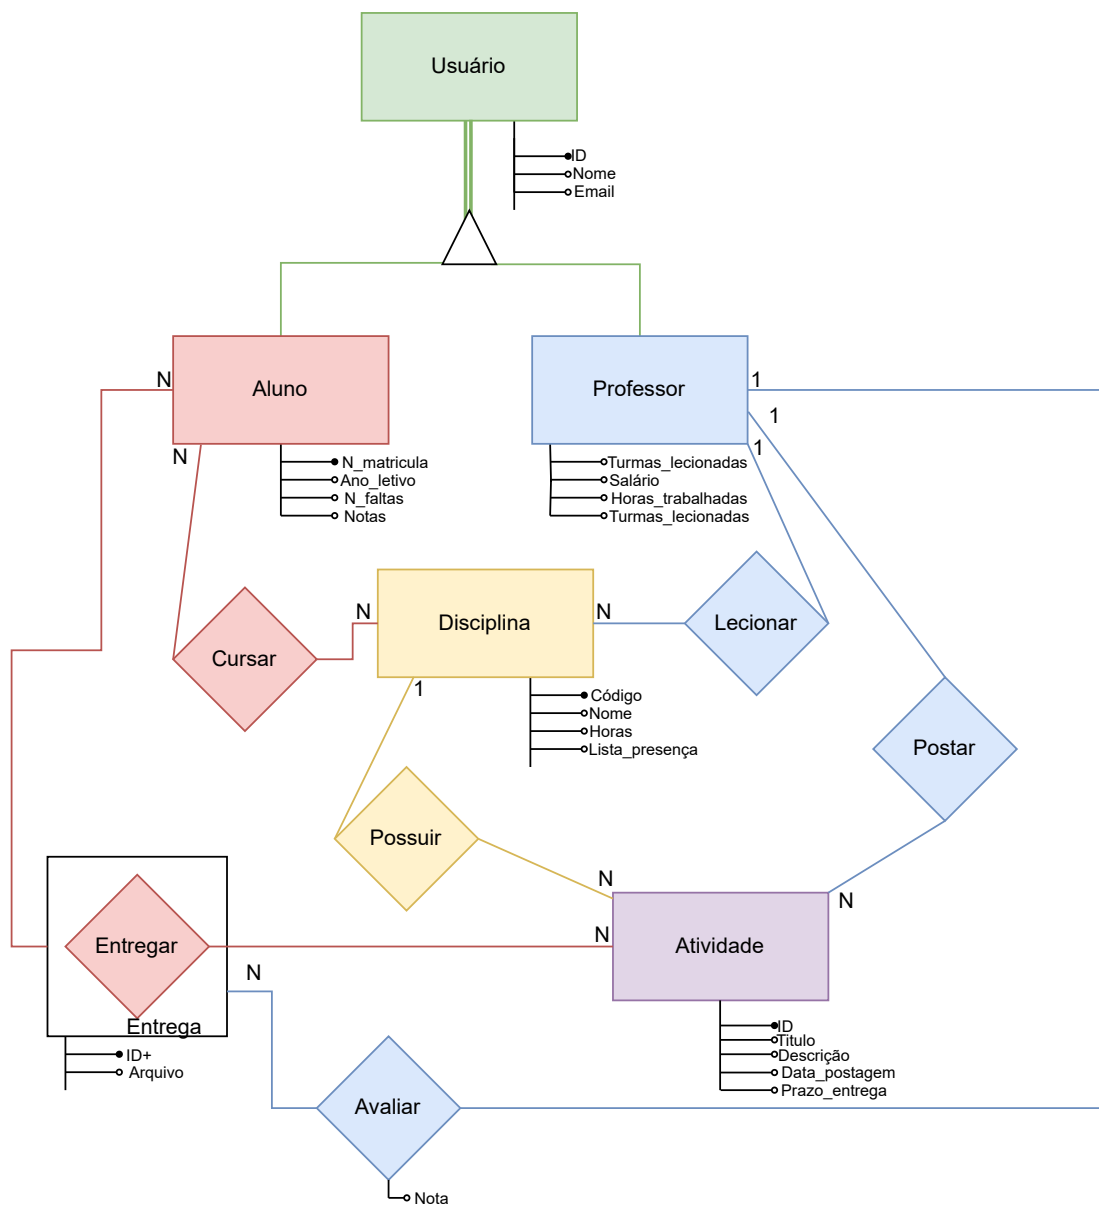 Usuário
ID
Nome
Email
N
Aluno
Professor
1
1
1
N
N_matricula
Ano_letivo
N_faltas
Notas
Turmas_lecionadas
Salário
Horas_trabalhadas
Turmas_lecionadas
N
Disciplina
N
Lecionar
Cursar
1
Código
Nome
Horas
Lista_presença
Postar
Possuir
N
N
N
Entregar
Atividade
N
Entrega
ID+
Arquivo
ID
Titulo
Descrição
Data_postagem
Prazo_entrega
Avaliar
Nota